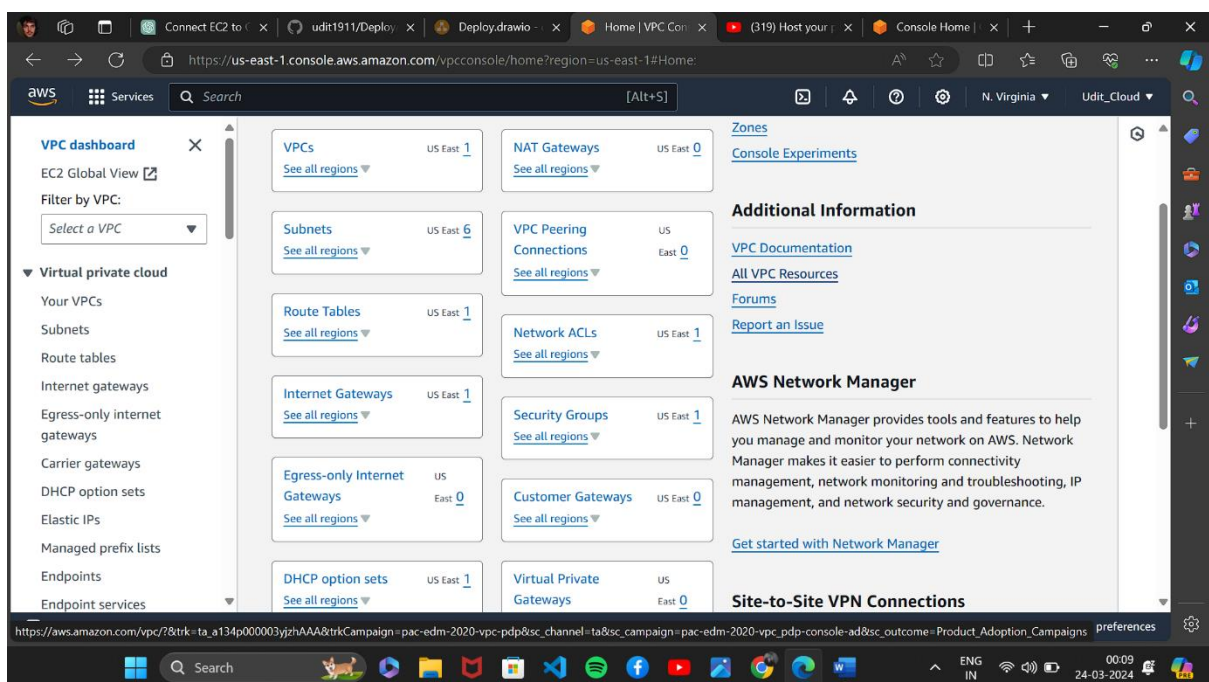 Connect EC2 to
udit1911/Deploy
Deploy.drawio -
Home | VPC Con
(319) Host your
Console Home |
https://us-east-1.console.aws.amazon.com/vpcconsole/home?region=us-east-1#Home:
aws
Services
Search
[Alt+S]
N. Virginia
Udit_Cloud
VPC dashboard
EC2 Global View
Filter by VPC:
Select a VPC
Virtual private cloud
Your VPCs
Subnets
Route tables
Internet gateways
Egress-only internet
gateways
Carrier gateways
DHCP option sets
Elastic IPs
Managed prefix lists
Endpoints
Endpoint services
VPCs US East 1
See all regions
Subnets US East 6
See all regions
Route Tables US East 1
See all regions
Internet Gateways US East 1
See all regions
Egress-only Internet US
Gateways East 0
See all regions
DHCP option sets US East 1
See all regions
NAT Gateways US East 0
See all regions
VPC Peering US
Connections East 0
See all regions
Network ACLs US East 1
See all regions
Security Groups US East 1
See all regions
Customer Gateways US East 0
See all regions
Virtual Private US
Gateways East 0
Zones
Console Experiments
Additional Information
VPC Documentation
All VPC Resources
Forums
Report an Issue
AWS Network Manager
AWS Network Manager provides tools and features to help
you manage and monitor your network on AWS. Network
Manager makes it easier to perform connectivity
management, network monitoring and troubleshooting, IP
management, and network security and governance.
Get started with Network Manager
Site-to-Site VPN Connections
https://aws.amazon.com/vpc/?&trk=ta_a134p000003yjzhAAA&trkCampaign=pac-edm-2020-vpc-pdp&sc_channel=ta&sc_campaign=pac-edm-2020-vpc_pdp-console-ad&sc_outcome=Product_Adoption_Campaigns
preferences
Search
ENG
IN
00:09
24-03-2024